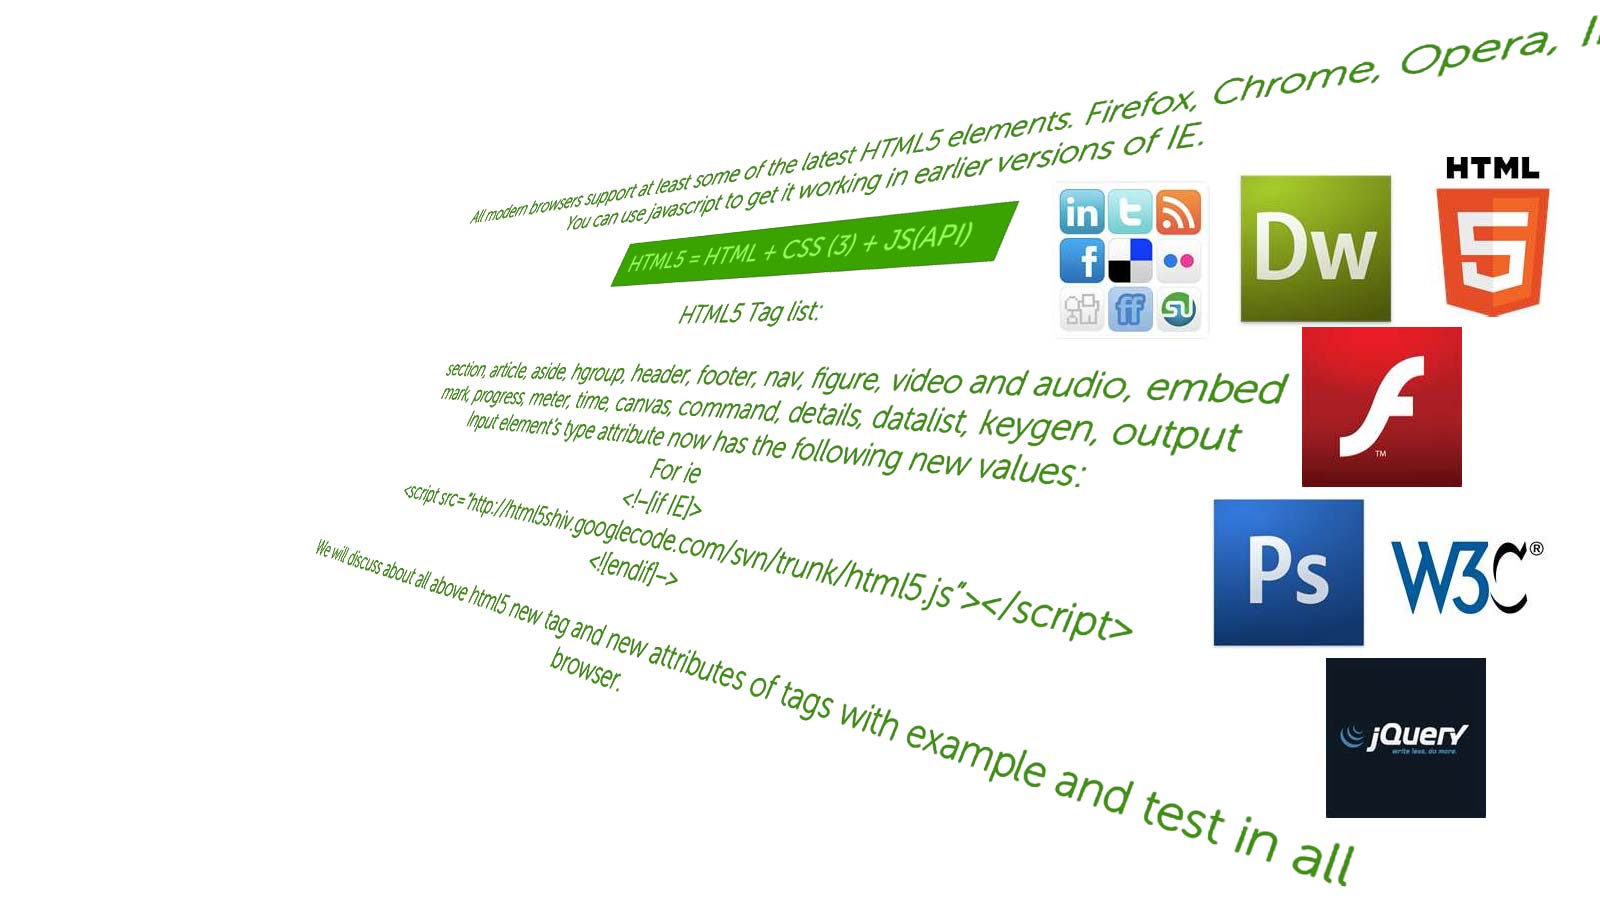 All modern browsers support at least some of the latest HTML5 elements. Firefox, Chrome, Opera,
You can use javascript to get it working in earlier versions of IE.
HTML5 = HTML + CSS (3) + JS(API)
HTML5 Tag list:
section, article, aside, hgroup, header, footer, nav, figure, video and audio, embed
mark, progress, meter, time, canvas, command, details, datalist, keygen, output
Input element's type attribute now has the following new values:
For ie
<!–[if IE]>
<script src="http://html5shiv.googlecode.com/svn/trunk/html5.js"></script>
<![endif]–>
We will discuss about all above html5 new tag and new attributes of tags with example and test in all
browser.
in
t
f
ff
SU
Dw
HTML
5
f
TM
Ps
W3C®
jQuery
write less, do more.